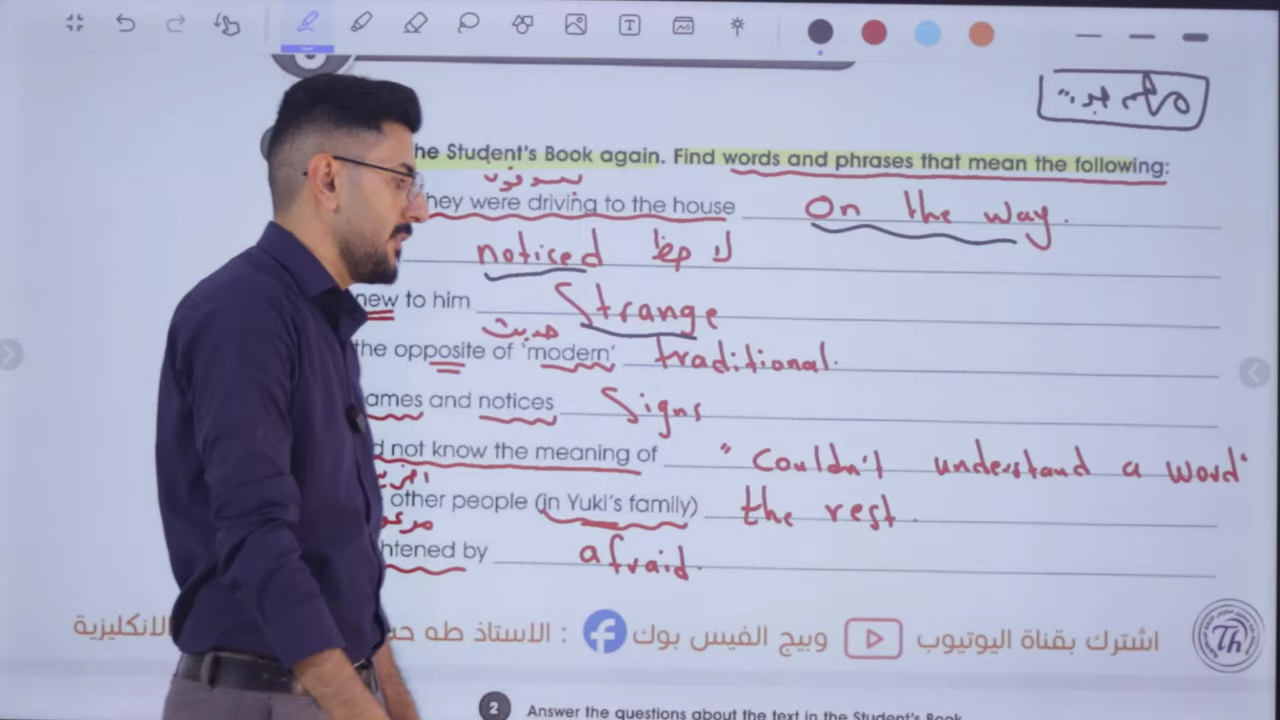 he Student's Book again. Find words and phrases that mean the following:
hey were driving to the house On the way.
noticed لاحظ
new to him Strange
حديث
the opposite of 'modern' traditional.
ames and notices Signs
d not know the meaning of "Couldn't understand a word"
other people (in Yuki's family) the rest.
htened by afraid.
اشترك بقناة اليوتيوب وبيج الفيس بوك : الاستاذ طه الانكليزية
Th
2 Answer the questions about the text in the Student's Book